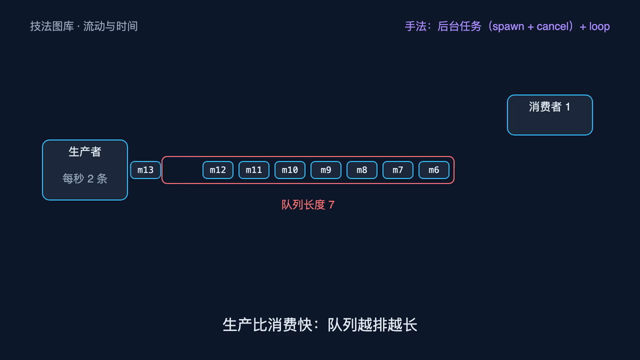 技法图库 · 流动与时间
手法：后台任务（spawn + cancel）+ loop
消费者 1
生产者
每秒 2 条
m13
m12 m11 m10 m9 m8 m7 m6
队列长度 7
生产比消费快：队列越排越长